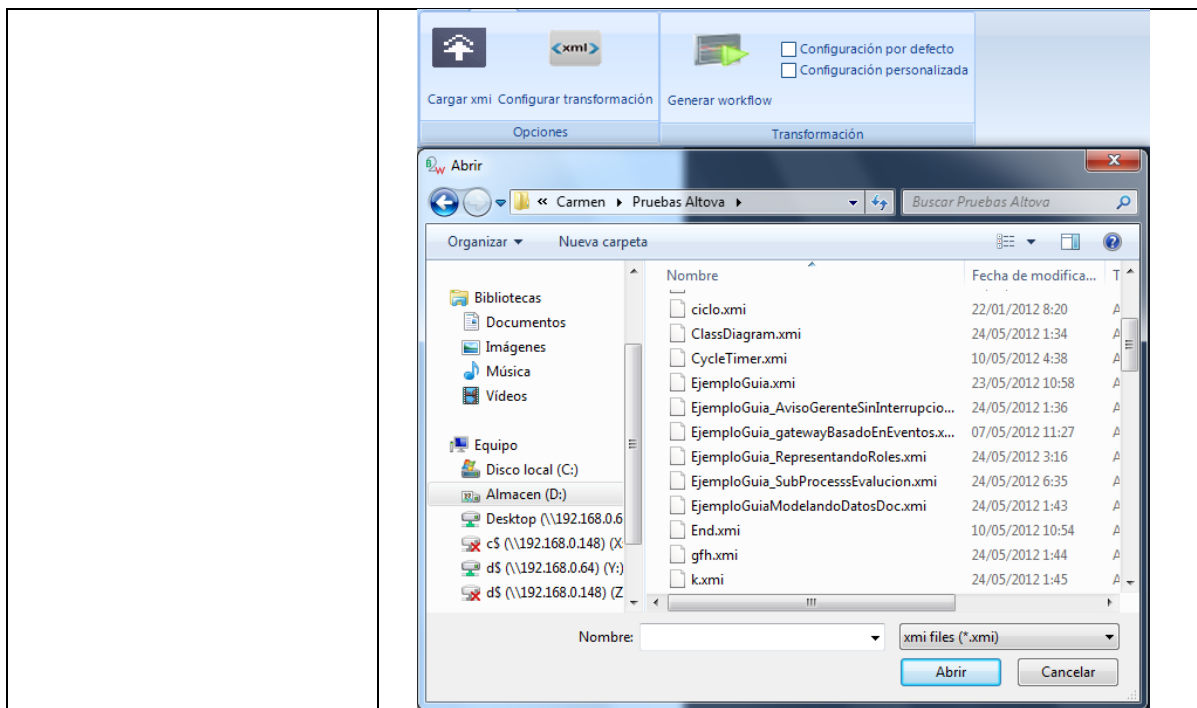 <xml>
Configuración por defecto
Configuración personalizada
Cargar xmi Configurar transformación Generar workflow
Opciones Transformación
Abrir
« Carmen Pruebas Altova Buscar Pruebas Altova
Organizar Nueva carpeta
Nombre Fecha de modifica... T
Bibliotecas
Documentos
Imágenes
Música
Vídeos
Equipo
Disco local (C:)
Almacen (D:)
Desktop (\\192.168.0.6
c$ (\\192.168.0.148) (X
d$ (\\192.168.0.64) (Y:)
d$ (\\192.168.0.148) (Z
ciclo.xmi 22/01/2012 8:20 A
ClassDiagram.xmi 24/05/2012 1:34 A
CycleTimer.xmi 10/05/2012 4:38 A
EjemploGuia.xmi 23/05/2012 10:58 A
EjemploGuia_AvisoGerenteSinInterrupcio... 24/05/2012 1:36 A
EjemploGuia_gatewayBasadoEnEventos.x... 07/05/2012 11:27 A
EjemploGuia_RepresentandoRoles.xmi 24/05/2012 3:16 A
EjemploGuia_SubProcesssEvalucion.xmi 24/05/2012 6:35 A
EjemploGuiaModelandoDatosDoc.xmi 24/05/2012 1:43 A
End.xmi 10/05/2012 10:54 A
gfh.xmi 24/05/2012 1:44 A
k.xmi 24/05/2012 1:45 A
Nombre: xmi files (*.xmi)
Abrir Cancelar